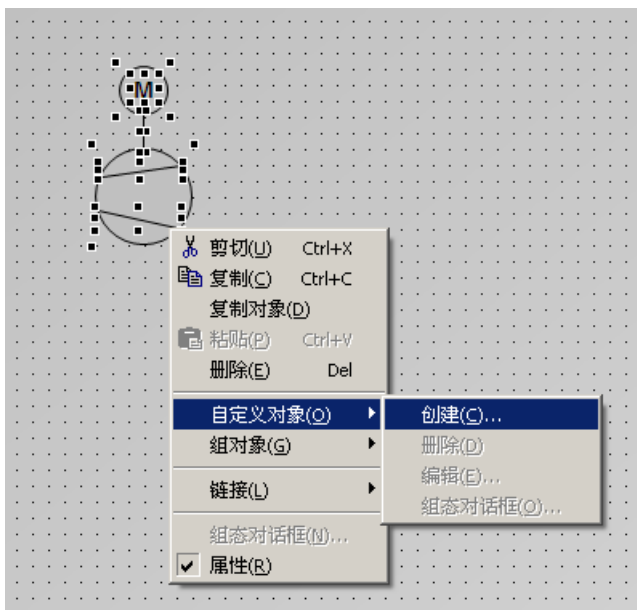 M
剪切(U) Ctrl+X
复制(C) Ctrl+C
复制对象(D)
粘贴(P) Ctrl+V
删除(E) Del
自定义对象(O)
创建(C)...
组对象(G)
删除(D)
编辑(E)...
链接(L)
组态对话框(O)...
组态对话框(N)...
属性(R)